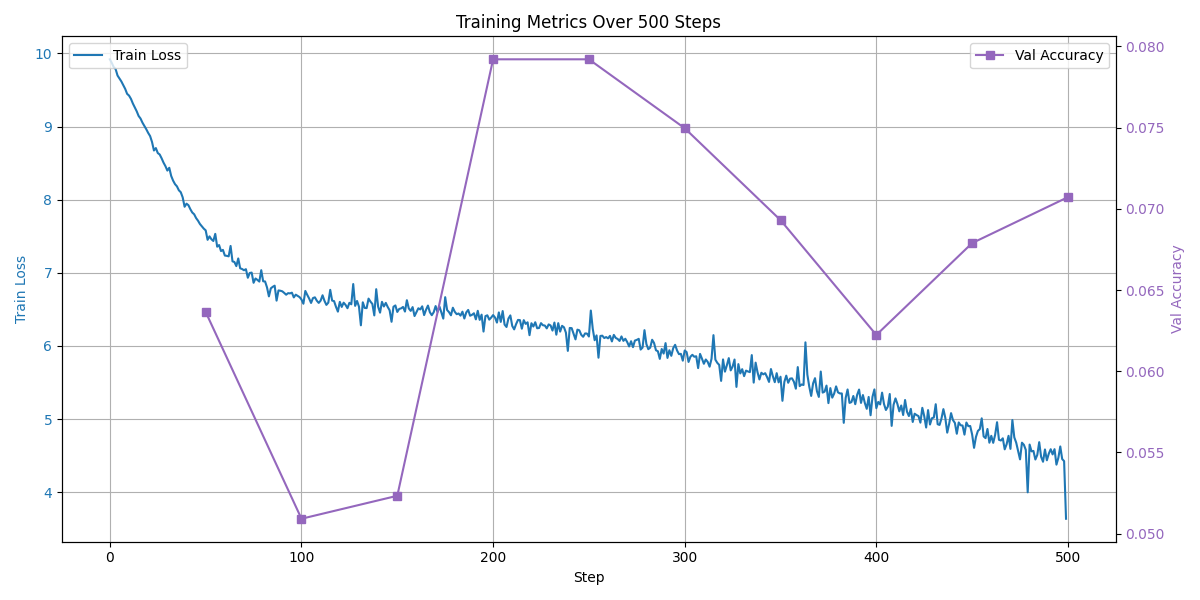 Training Metrics Over 500 Steps
Train Loss
Val Accuracy
10
9
8
7
6
5
4
Train Loss
0.080
0.075
0.070
0.065
0.060
0.055
0.050
Val Accuracy
0 100 200 300 400 500
Step